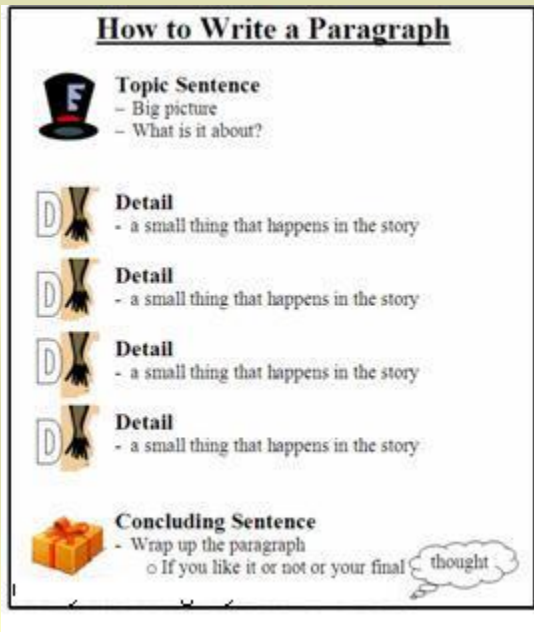 How to Write a Paragraph
F
Topic Sentence
– Big picture
– What is it about?
D
Detail
- a small thing that happens in the story
D
Detail
- a small thing that happens in the story
D
Detail
- a small thing that happens in the story
D
Detail
- a small thing that happens in the story
Concluding Sentence
- Wrap up the paragraph
o If you like it or not or your final thought